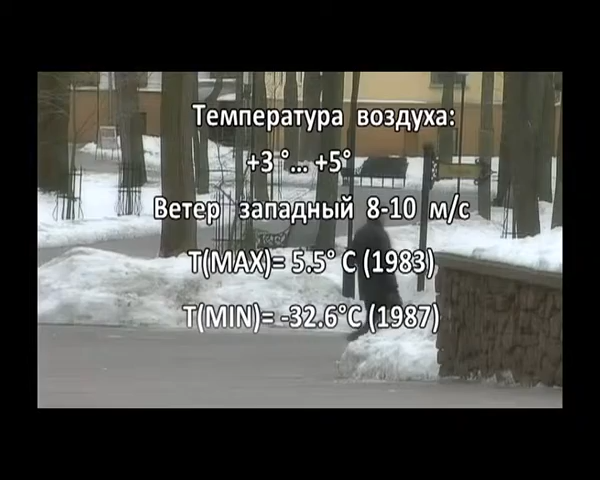 Температура воздуха:
+3 °... +5°
Ветер западный 8-10 м/с
T(MAX)= 5.5° C (1983)
T(MIN)= -32.6°C (1987)